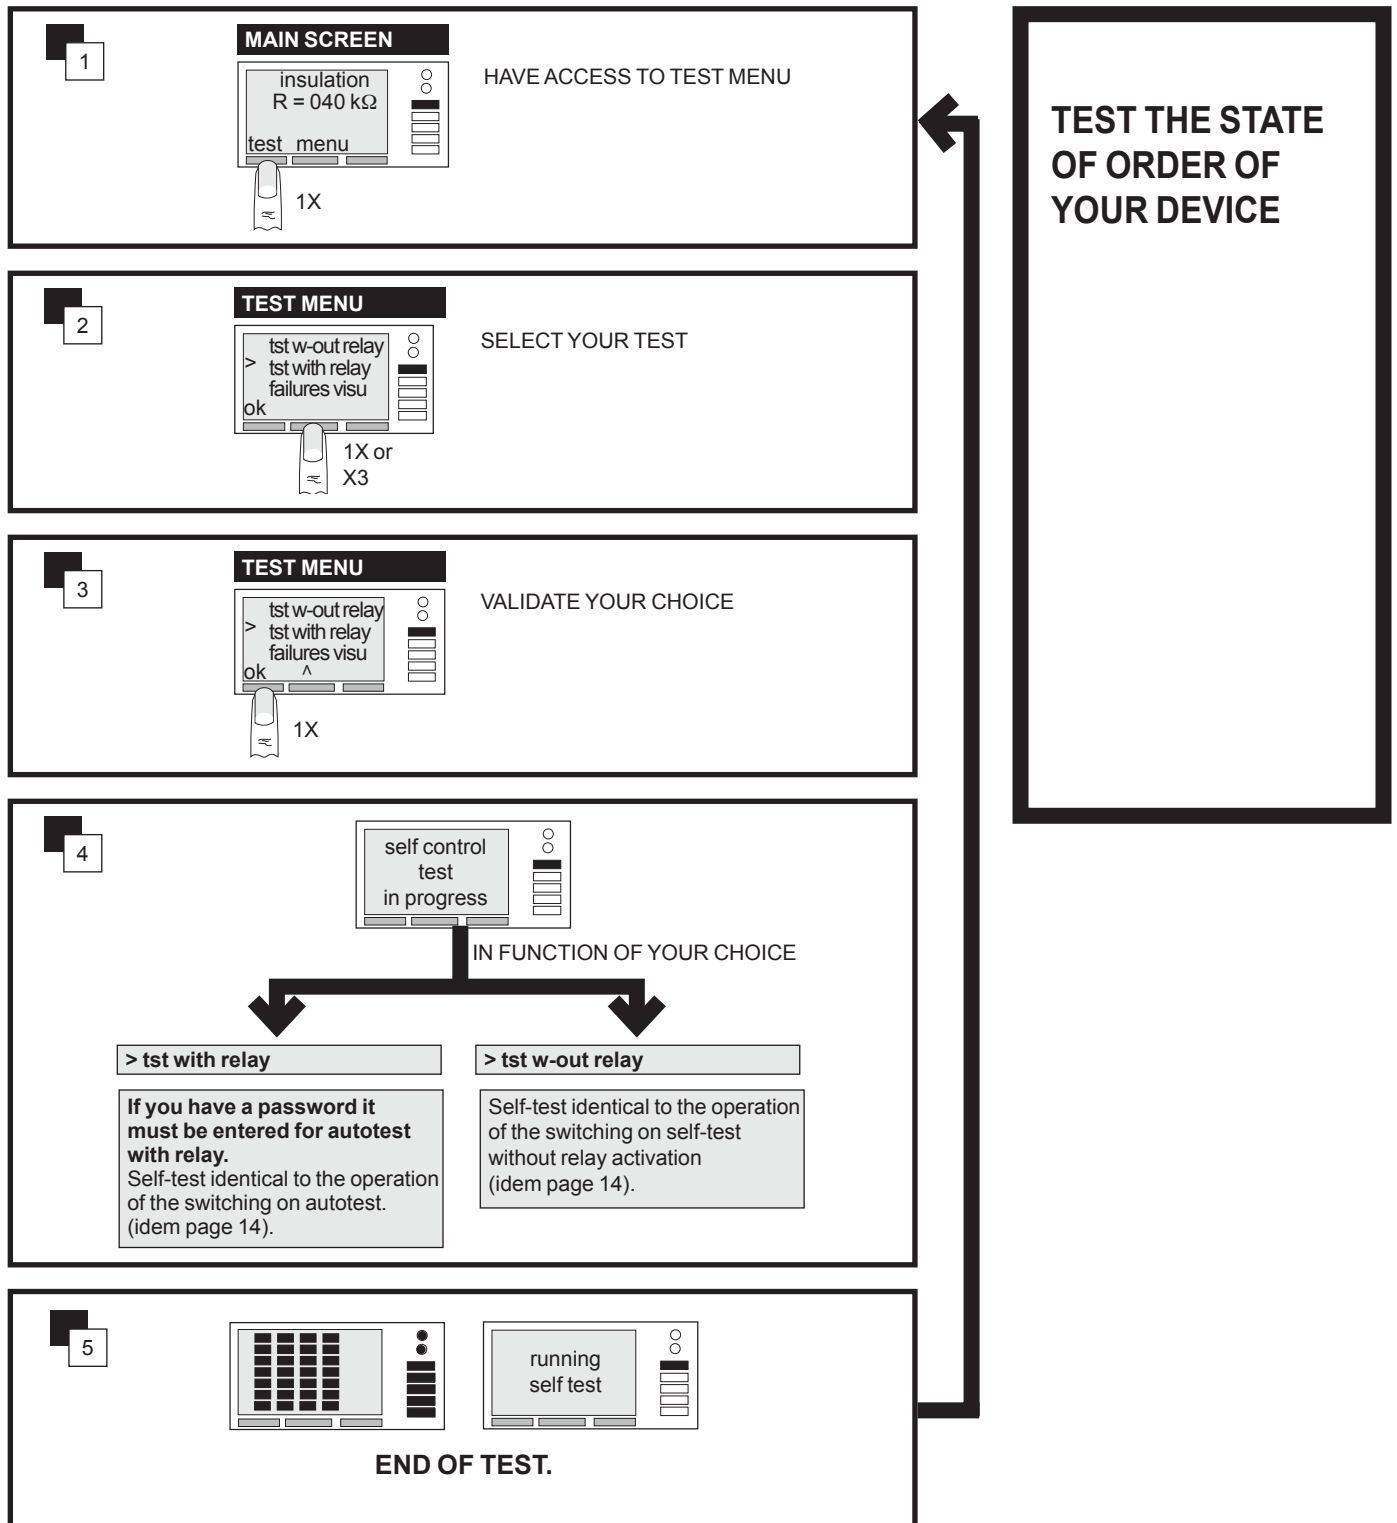 1
MAIN SCREEN
insulation
R = 040 kΩ
test menu
1X
HAVE ACCESS TO TEST MENU
TEST THE STATE
OF ORDER OF
YOUR DEVICE
2
TEST MENU
tst w-out relay
> tst with relay
failures visu
ok
1X or
X3
SELECT YOUR TEST
3
TEST MENU
tst w-out relay
> tst with relay
failures visu
ok ^
1X
VALIDATE YOUR CHOICE
4
self control
test
in progress
IN FUNCTION OF YOUR CHOICE
> tst with relay
If you have a password it
must be entered for autotest
with relay.
Self-test identical to the operation
of the switching on autotest.
(idem page 14).
> tst w-out relay
Self-test identical to the operation
of the switching on self-test
without relay activation
(idem page 14).
5
running
self test
END OF TEST.